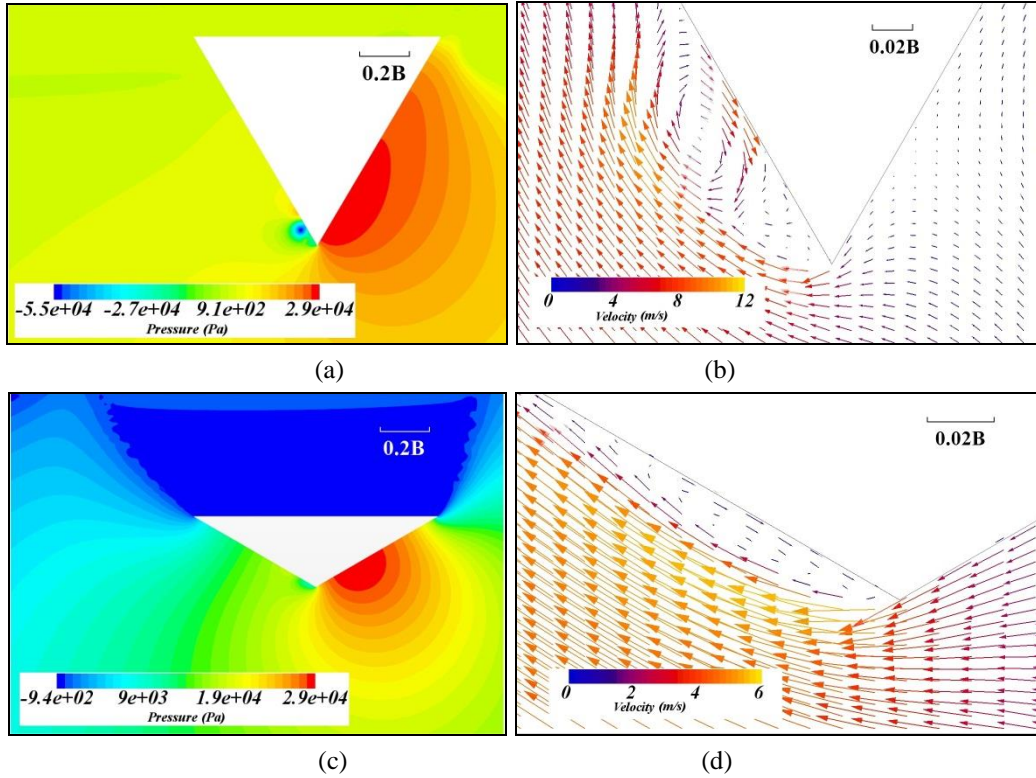 0.2B
-5.5e+04 -2.7e+04 9.1e+02 2.9e+04
Pressure (Pa)
(a)
0.02B
0 4 8 12
Velocity (m/s)
(b)
0.2B
-9.4e+02 9e+03 1.9e+04 2.9e+04
Pressure (Pa)
(c)
0.02B
0 2 4 6
Velocity (m/s)
(d)